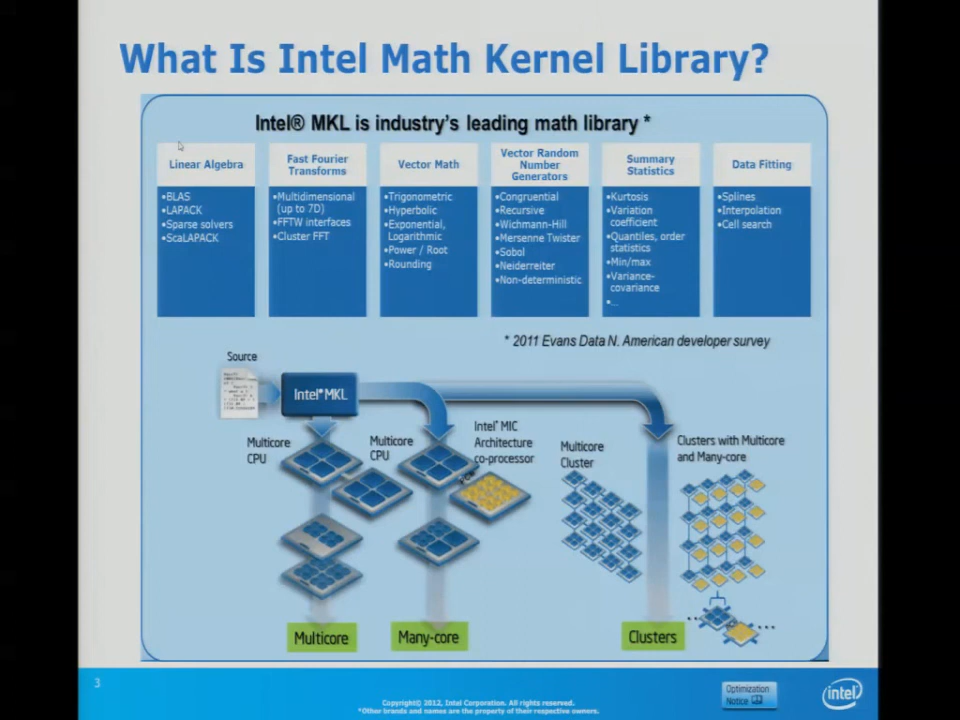 What Is Intel Math Kernel Library?
Intel® MKL is industry's leading math library *
Linear Algebra
•BLAS
•LAPACK
•Sparse solvers
•ScaLAPACK
Fast Fourier
Transforms
•Multidimensional
(up to 7D)
•FFTW interfaces
•Cluster FFT
Vector Math
•Trigonometric
•Hyperbolic
•Exponential,
Logarithmic
•Power / Root
•Rounding
Vector Random
Number
Generators
•Congruential
•Recursive
•Wichmann-Hill
•Mersenne Twister
•Sobol
•Neiderreiter
•Non-deterministic
Summary
Statistics
•Kurtosis
•Variation
coefficient
•Quantiles, order
statistics
•Min/max
•Variance-
covariance
•...
Data Fitting
•Splines
•Interpolation
•Cell search
* 2011 Evans Data N. American developer survey
Source
Intel® MKL
Multicore
CPU
Multicore
CPU
Intel® MIC
Architecture
co-processor
Multicore
Cluster
Clusters with Multicore
and Many-core
Multicore
Many-core
Clusters
3
Copyright© 2012, Intel Corporation. All rights reserved.
*Other brands and names are the property of their respective owners.
Optimization
Notice
intel